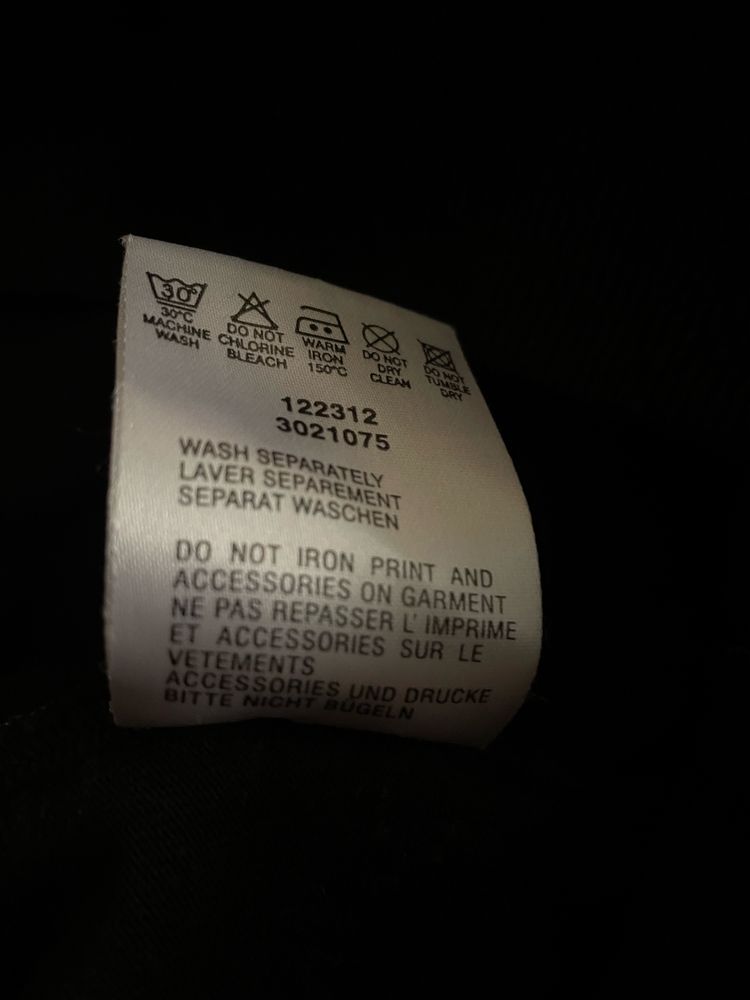 30°
30°C
MACHINE
WASH
DO NOT
CHLORINE
BLEACH
WARM
IRON
150°C
DO NOT
DRY
CLEAN
DO NOT
TUMBLE
DRY
122312
3021075
WASH SEPARATELY
LAVER SEPAREMENT
SEPARAT WASCHEN
DO NOT IRON PRINT AND
ACCESSORIES ON GARMENT
NE PAS REPASSER L' IMPRIME
ET ACCESSORIES SUR LE
VETEMENTS
ACCESSORIES UND DRUCKE
BITTE NICHT BÜGELN